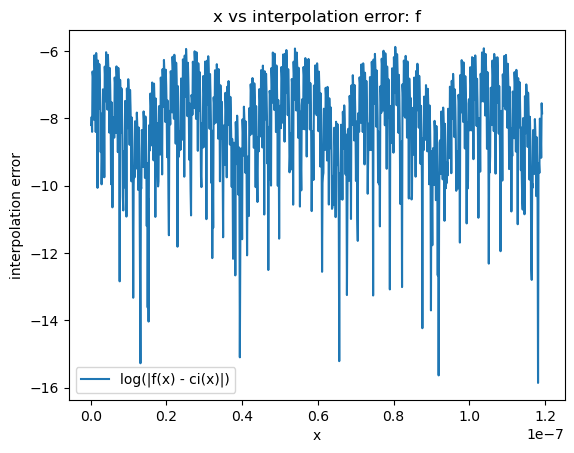 x vs interpolation error: f
interpolation error
−6
−8
−10
−12
−14
−16
log(|f(x) - ci(x)|)
0.0 0.2 0.4 0.6 0.8 1.0 1.2
1e−7
x